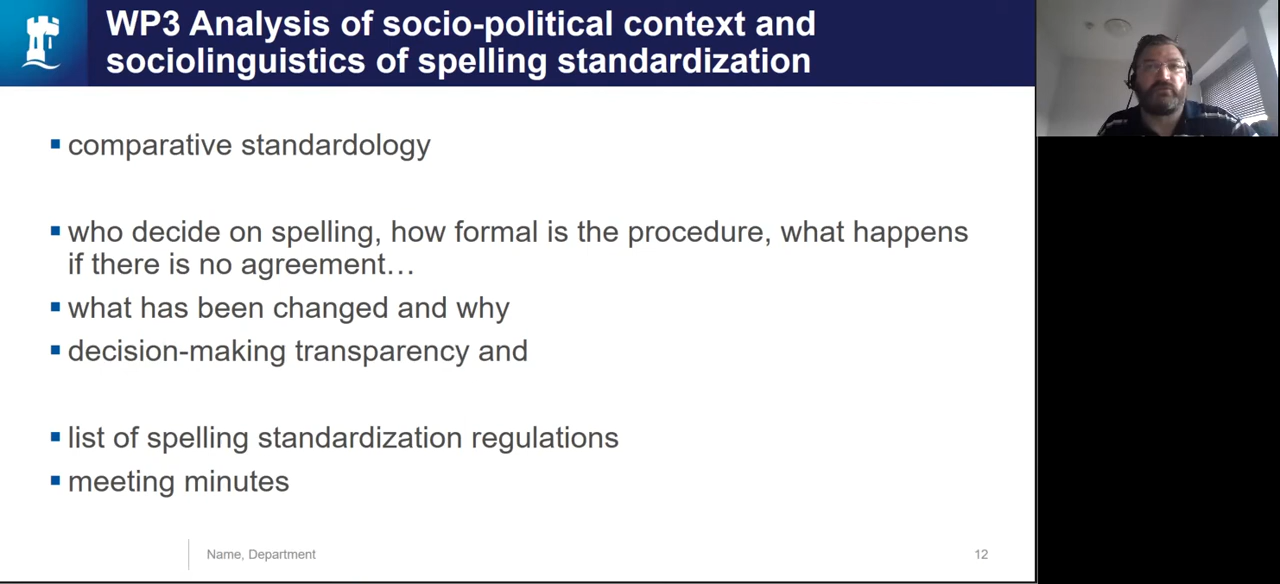 WP3 Analysis of socio-political context and
sociolinguistics of spelling standardization
comparative standardology
who decide on spelling, how formal is the procedure, what happens
if there is no agreement…
what has been changed and why
decision-making transparency and
list of spelling standardization regulations
meeting minutes
Name, Department
12